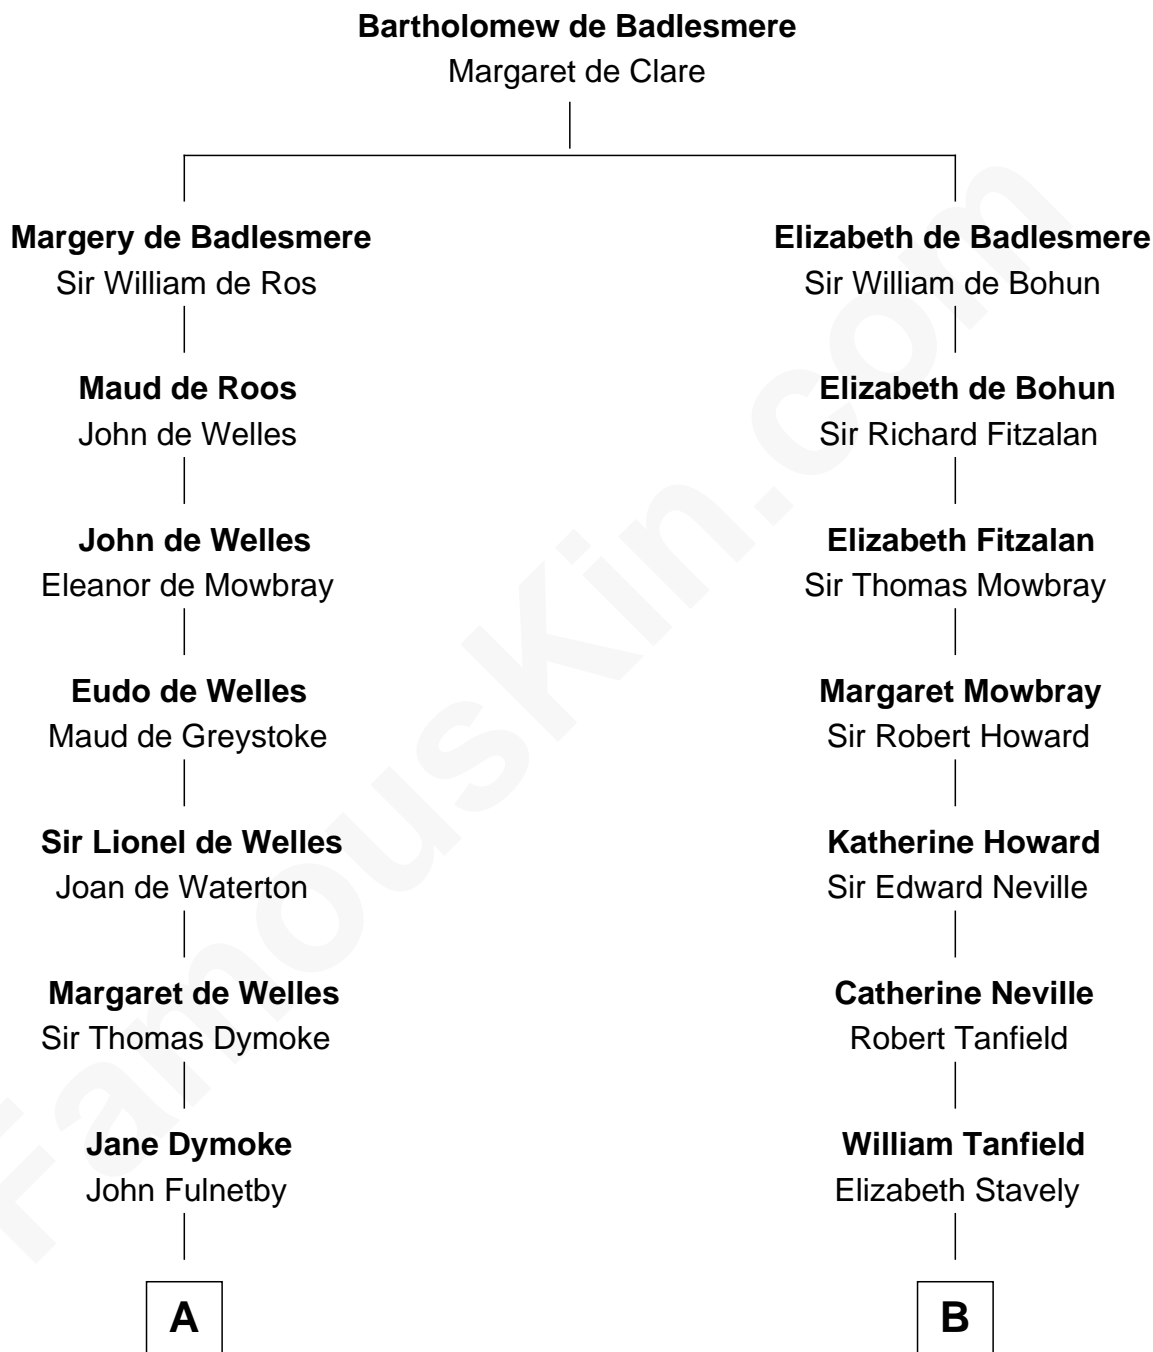 Bartholomew de Badlesmere
Margaret de Clare
Margery de Badlesmere
Sir William de Ros
Elizabeth de Badlesmere
Sir William de Bohun
Maud de Roos
John de Welles
Elizabeth de Bohun
Sir Richard Fitzalan
John de Welles
Eleanor de Mowbray
Elizabeth Fitzalan
Sir Thomas Mowbray
Eudo de Welles
Maud de Greystoke
Margaret Mowbray
Sir Robert Howard
Sir Lionel de Welles
Joan de Waterton
Katherine Howard
Sir Edward Neville
Margaret de Welles
Sir Thomas Dymoke
Catherine Neville
Robert Tanfield
Jane Dymoke
John Fulnetby
William Tanfield
Elizabeth Stavely
A
B
FamousKin.com